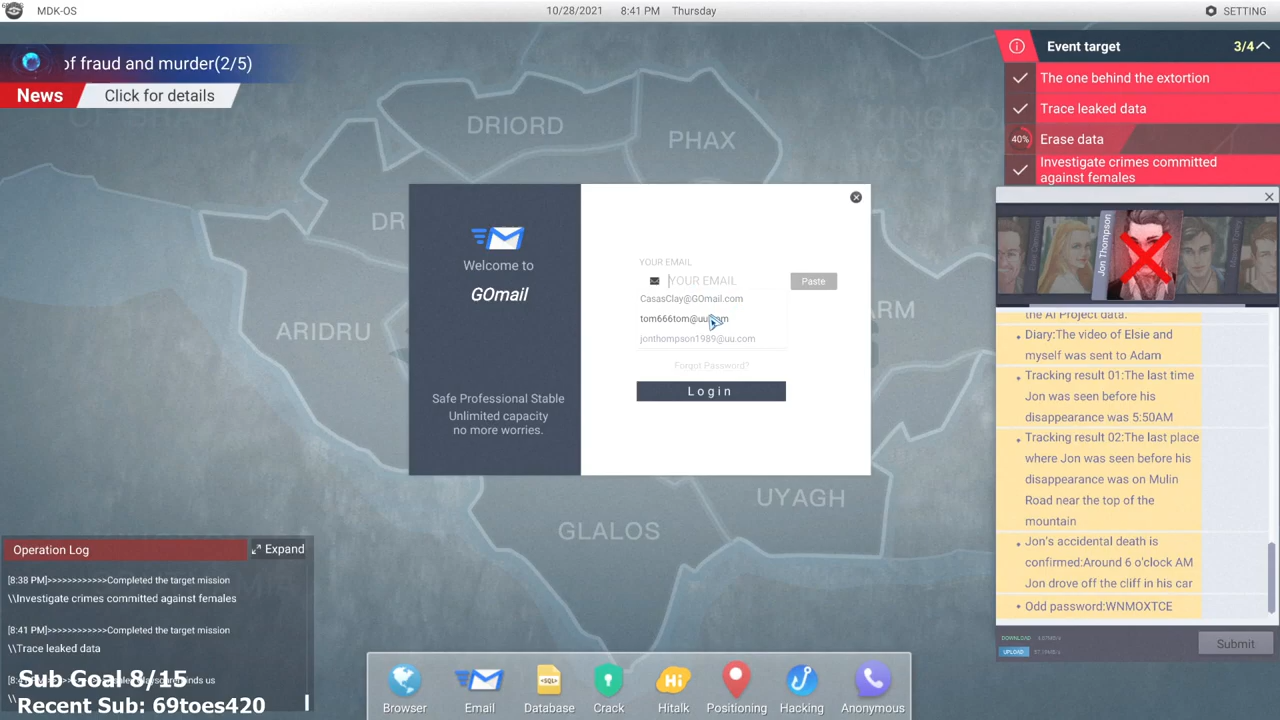 MDK-OS
10/28/2021 8:41 PM Thursday
SETTING
of fraud and murder(2/5)
News
Click for details
Event target
3/4
The one behind the extortion
Trace leaked data
40%
Erase data
Investigate crimes committed
against females
DRIORD
PHAX
ARIDRU
UYAGH
GLALOS
Welcome to
GOmail
Safe Professional Stable
Unlimited capacity
no more worries.
YOUR EMAIL
YOUR EMAIL
Paste
CasasClay@GOmail.com
tom666tom@uu.com
jonthompson1989@uu.com
Forgot Password?
Login
Jon Thompson
the AI Project data.
Diary:The video of Elsie and
myself was sent to Adam
Tracking result 01:The last time
Jon was seen before his
disappearance was 5:50AM
Tracking result 02:The last place
where Jon was seen before his
disappearance was on Mulin
Road near the top of the
mountain
Jon's accidental death is
confirmed:Around 6 o'clock AM
Jon drove off the cliff in his car
Odd password:WNMOXTCE
DOWNLOAD
UPLOAD
Submit
Operation Log
Expand
[8:38 PM]>>>>>>>>>>>Completed the target mission
\\Investigate crimes committed against females
[8:41 PM]>>>>>>>>>>>Completed the target mission
\\Trace leaked data
Sub Goal 8/15
Recent Sub: 69toes420
Browser
Email
Database
Crack
Hitalk
Positioning
Hacking
Anonymous